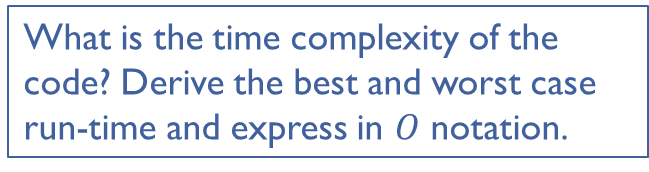 What is the time complexity of the
code? Derive the best and worst case
run-time and express in O notation.